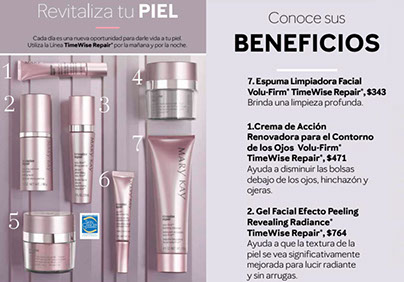 Revitaliza tu PIEL
Cada día es una nueva oportunidad para darle vida a tu piel.
Utiliza la Línea TimeWise Repair® por la mañana y por la noche.
1
2
3
4
5
6
7
MARY KAY
Conoce sus
BENEFICIOS
7. Espuma Limpiadora Facial
Volu-Firm® TimeWise Repair®, $343
Brinda una limpieza profunda.
1.Crema de Acción
Renovadora para el Contorno
de los Ojos Volu-Firm®
TimeWise Repair®, $471
Ayuda a disminuir las bolsas
debajo de los ojos, hinchazón y
ojeras.
2. Gel Facial Efecto Peeling
Revealing Radiance®
TimeWise Repair®, $764
Ayuda a que la textura de la
piel se vea significativamente
mejorada para lucir radiante
y sin arrugas.